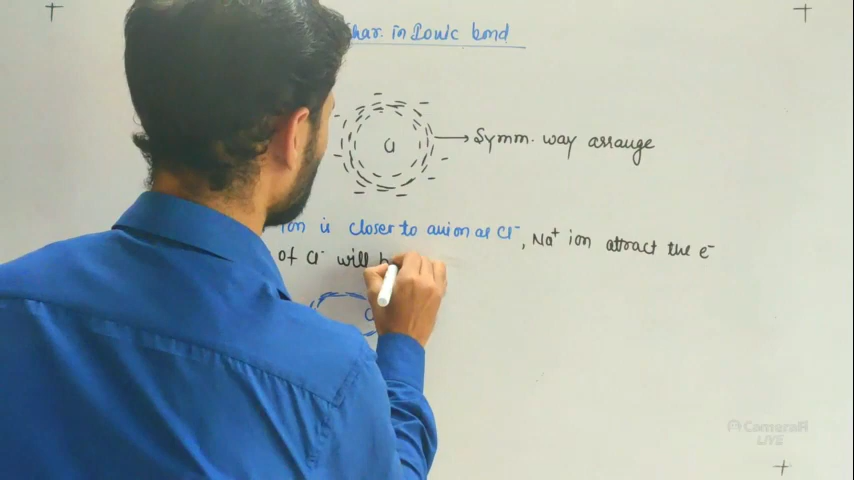 char. in Ionic bond
Cl
Symm. way arrange
ion is closer to anion as Cl⁻, Na⁺ ion attract the e⁻
of Cl⁻ will b
CameraFi
LIVE